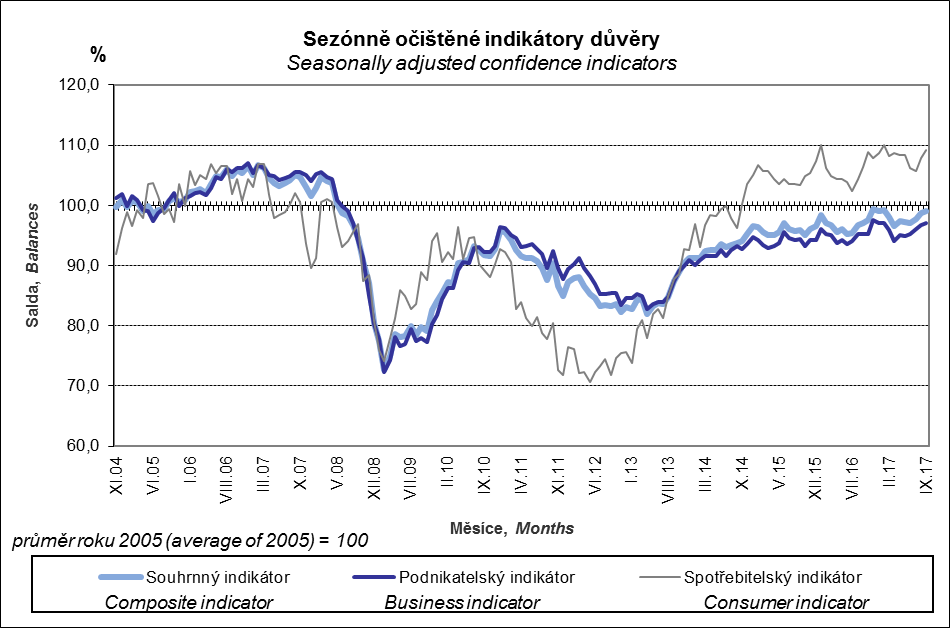 Sezónně očištěné indikátory důvěry
Seasonally adjusted confidence indicators
%
120,0
110,0
100,0
90,0
80,0
70,0
60,0
Salda, Balances
XI.04
VI.05
I.06
VIII.06
III.07
X.07
V.08
XII.08
VII.09
II.10
IX.10
IV.11
XI.11
VI.12
I.13
VIII.13
III.14
X.14
V.15
XII.15
VII.16
II.17
IX.17
Měsíce, Months
průměr roku 2005 (average of 2005) = 100
Souhrnný indikátor Podnikatelský indikátor Spotřebitelský indikátor
Composite indicator Business indicator Consumer indicator